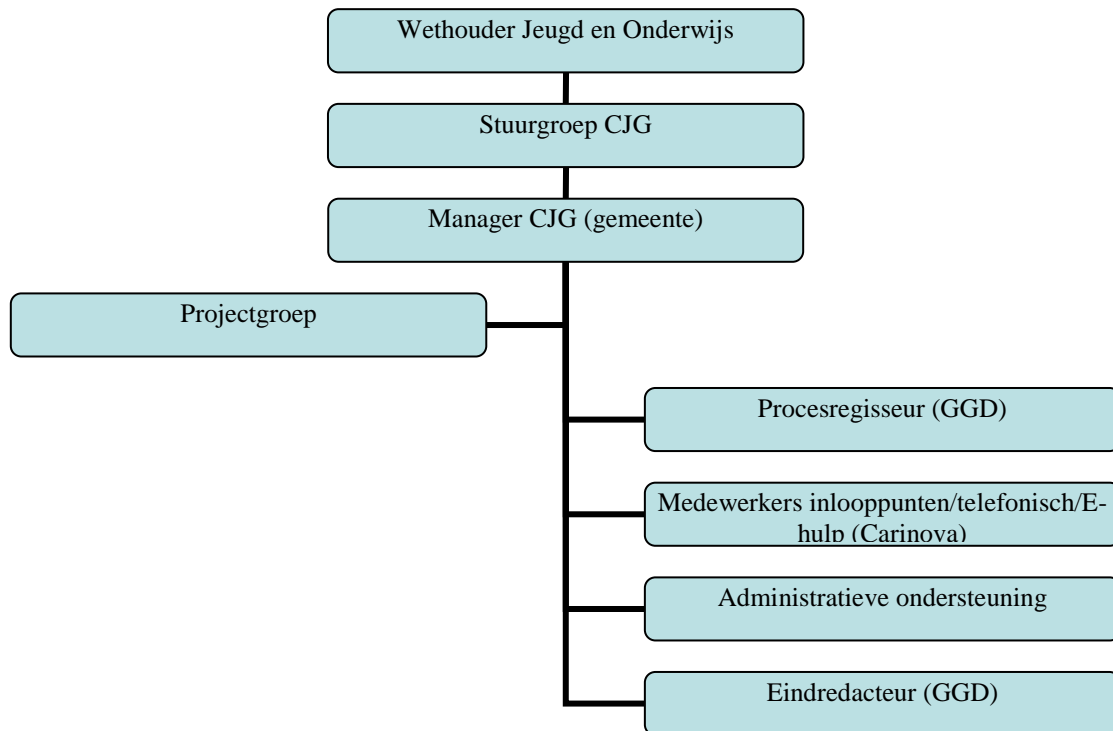 Wethouder Jeugd en Onderwijs
Stuurgroep CJG
Manager CJG (gemeente)
Projectgroep
Procesregisseur (GGD)
Medewerkers inlooppunten/telefonisch/E-
hulp (Carinova)
Administratieve ondersteuning
Eindredacteur (GGD)